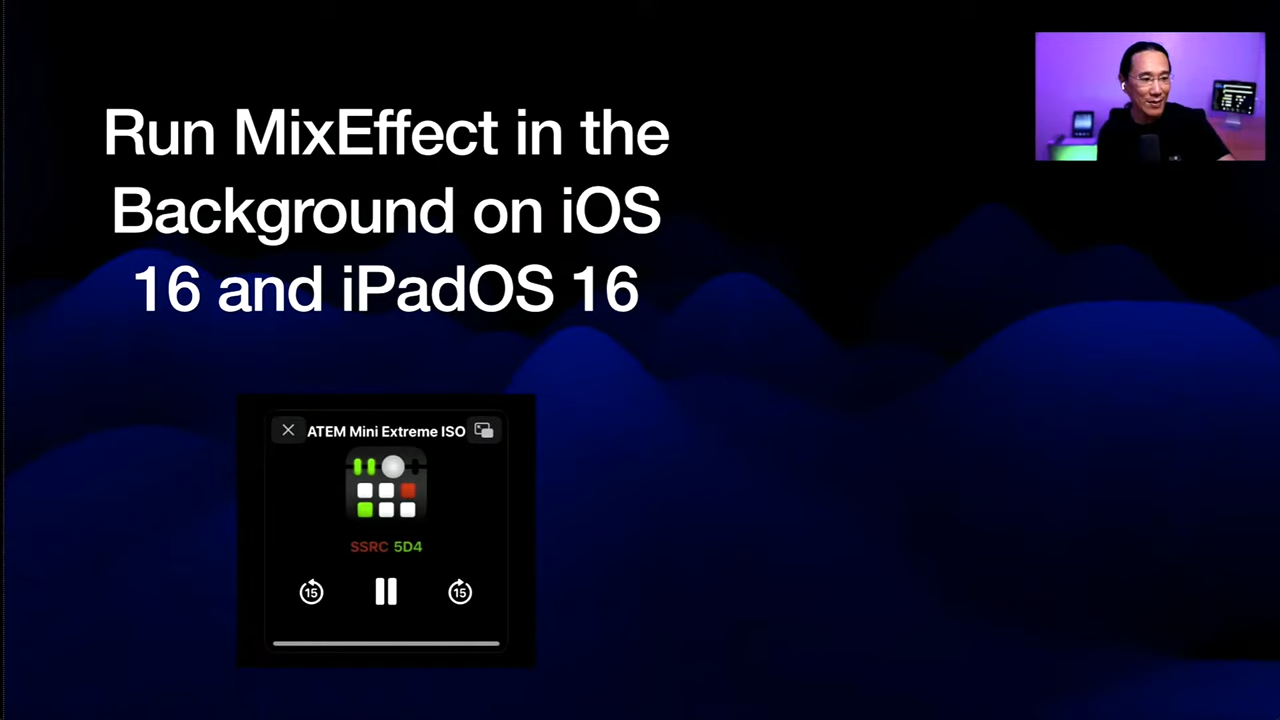 Run MixEffect in the
Background on iOS
16 and iPadOS 16
ATEM Mini Extreme ISO
SSRC 5D4
15
15